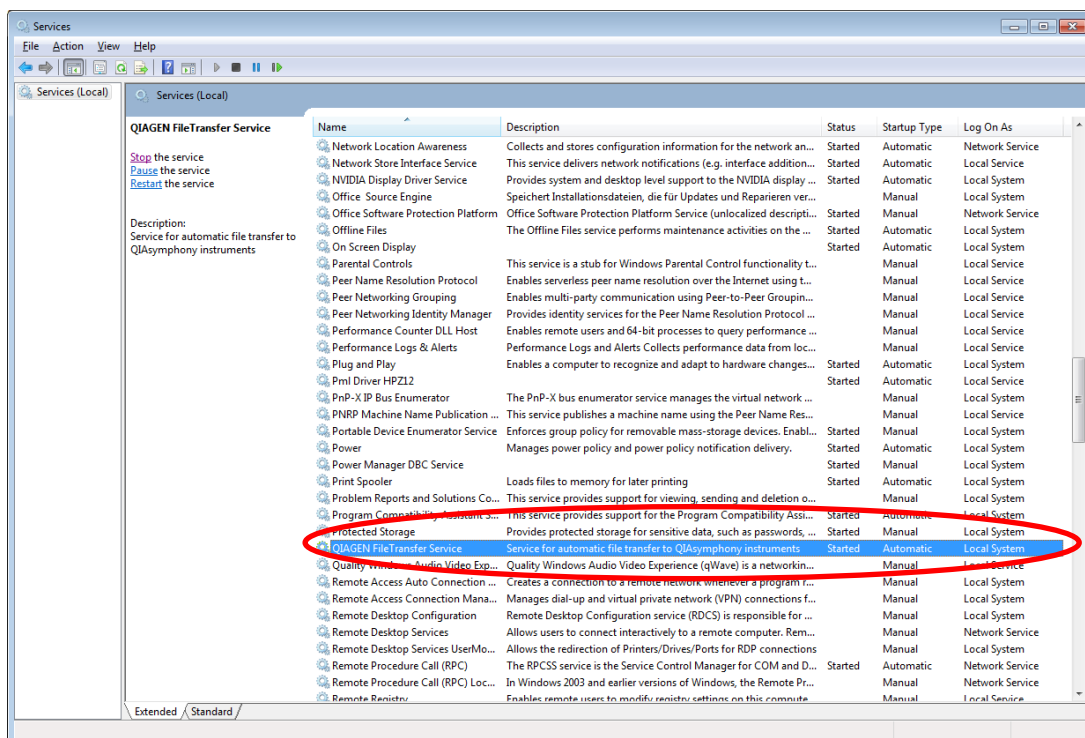 Services
File Action View Help
Services (Local)
Services (Local)
QIAGEN FileTransfer Service
Stop the service
Pause the service
Restart the service
Description:
Service for automatic file transfer to
QIAsymphony instruments
Name Description Status Startup Type Log On As
Network Location Awareness Collects and stores configuration information for the network an... Started Automatic Network Service
Network Store Interface Service This service delivers network notifications (e.g. interface addition... Started Automatic Local Service
NVIDIA Display Driver Service Provides system and desktop level support to the NVIDIA display ... Started Automatic Local System
Office Source Engine Speichert Installationsdateien, die für Updates und Reparieren ver... Manual Local System
Office Software Protection Platform Office Software Protection Platform Service (unlocalized descripti... Started Manual Network Service
Offline Files The Offline Files service performs maintenance activities on the ... Started Automatic Local System
On Screen Display Started Automatic Local System
Parental Controls This service is a stub for Windows Parental Control functionality t... Manual Local Service
Peer Name Resolution Protocol Enables serverless peer name resolution over the Internet using t... Manual Local Service
Peer Networking Grouping Enables multi-party communication using Peer-to-Peer Groupin... Manual Local Service
Peer Networking Identity Manager Provides identity services for the Peer Name Resolution Protocol ... Manual Local Service
Performance Counter DLL Host Enables remote users and 64-bit processes to query performance ... Manual Local Service
Performance Logs & Alerts Performance Logs and Alerts Collects performance data from loc... Manual Local Service
Plug and Play Enables a computer to recognize and adapt to hardware changes... Started Automatic Local System
Pml Driver HPZ12 Started Automatic Local Service
PnP-X IP Bus Enumerator The PnP-X bus enumerator service manages the virtual network ... Manual Local System
PNRP Machine Name Publication ... This service publishes a machine name using the Peer Name Res... Manual Local Service
Portable Device Enumerator Service Enforces group policy for removable mass-storage devices. Enabl... Started Manual Local System
Power Manages power policy and power policy notification delivery. Started Automatic Local System
Power Manager DBC Service Started Manual Local System
Print Spooler Loads files to memory for later printing Started Automatic Local System
Problem Reports and Solutions Co... This service provides support for viewing, sending and deletion o... Manual Local System
Program Compatibility Assistant S... This service provides support for the Program Compatibility Assi... Started Automatic Local System
Protected Storage Provides protected storage for sensitive data, such as passwords, ... Started Manual Local System
QIAGEN FileTransfer Service Service for automatic file transfer to QIAsymphony instruments Started Automatic Local System
Quality Windows Audio Video Exp... Quality Windows Audio Video Experience (qWave) is a networkin... Manual Local Service
Remote Access Auto Connection ... Creates a connection to a remote network whenever a program r... Manual Local System
Remote Access Connection Mana... Manages dial-up and virtual private network (VPN) connections f... Manual Local System
Remote Desktop Configuration Remote Desktop Configuration service (RDCS) is responsible for ... Manual Local System
Remote Desktop Services Allows users to connect interactively to a remote computer. Rem... Manual Network Service
Remote Desktop Services UserMo... Allows the redirection of Printers/Drives/Ports for RDP connections Manual Local System
Remote Procedure Call (RPC) The RPCSS service is the Service Control Manager for COM and D... Started Automatic Network Service
Remote Procedure Call (RPC) Loc... In Windows 2003 and earlier versions of Windows, the Remote Pr... Manual Network Service
Remote Registry Enables remote users to modify registry settings on this compute... Manual Local Service
Extended Standard